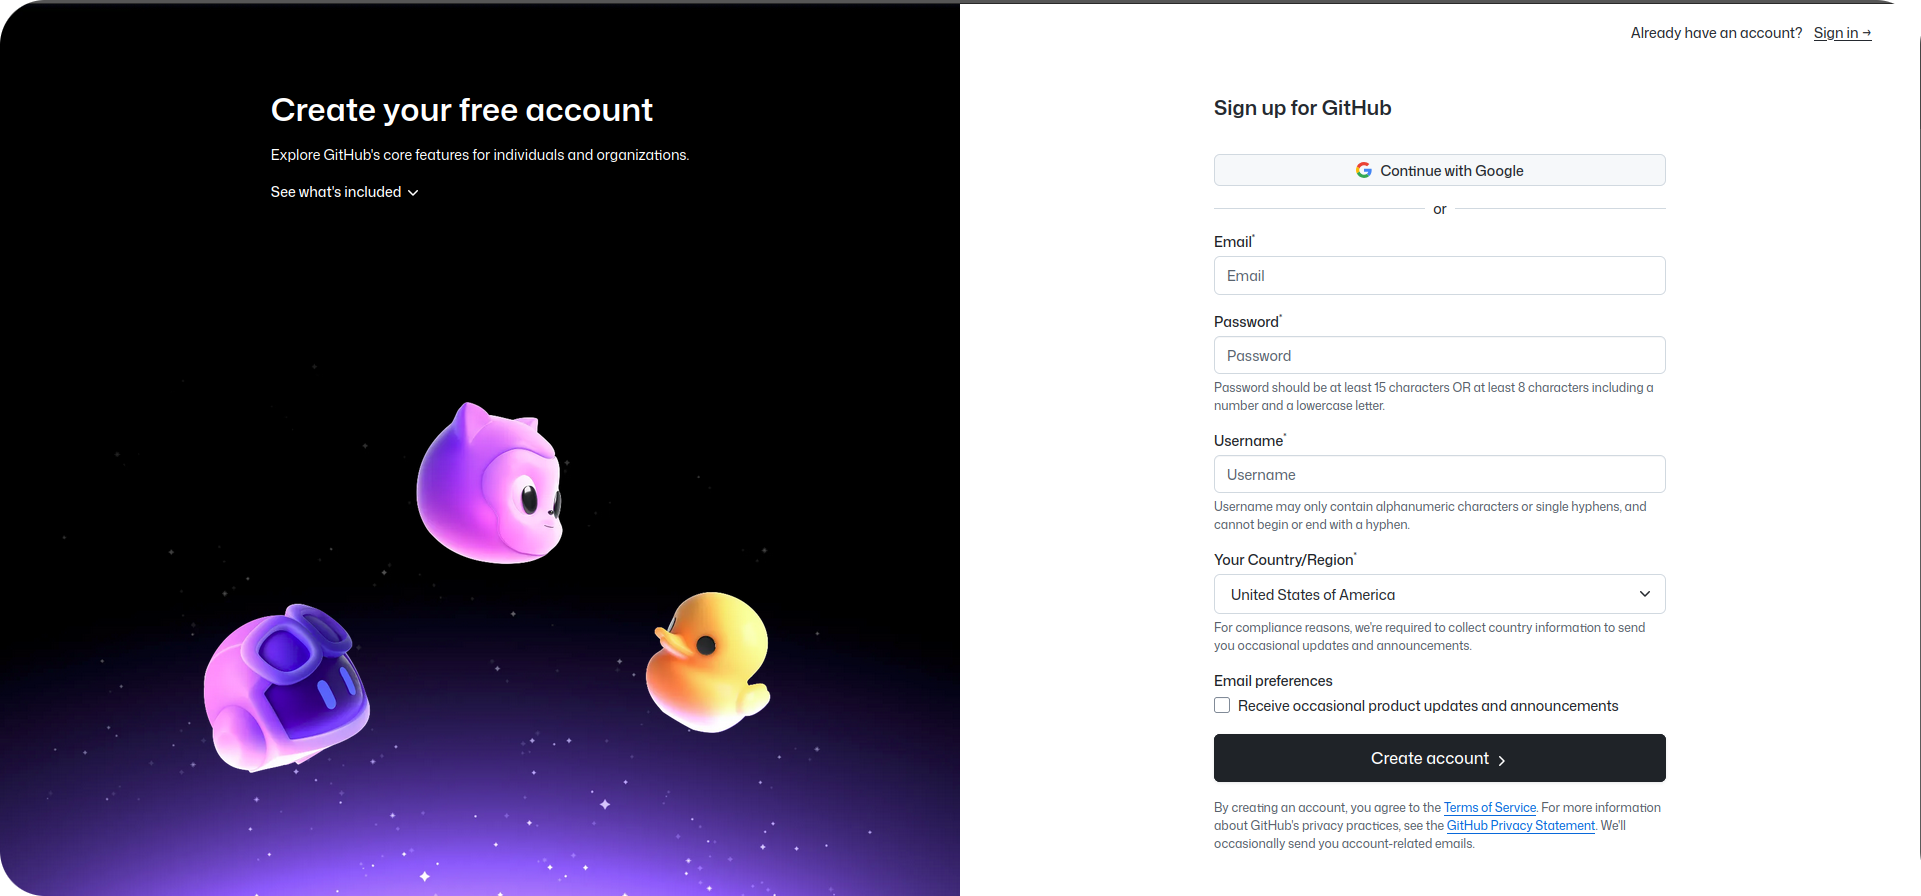 Already have an account? Sign in →
Create your free account
Explore GitHub's core features for individuals and organizations.
See what's included
Sign up for GitHub
Continue with Google
or
Email*
Email
Password*
Password
Password should be at least 15 characters OR at least 8 characters including a
number and a lowercase letter.
Username*
Username
Username may only contain alphanumeric characters or single hyphens, and
cannot begin or end with a hyphen.
Your Country/Region*
United States of America
For compliance reasons, we're required to collect country information to send
you occasional updates and announcements.
Email preferences
Receive occasional product updates and announcements
Create account
By creating an account, you agree to the Terms of Service. For more information
about GitHub's privacy practices, see the GitHub Privacy Statement. We'll
occasionally send you account-related emails.